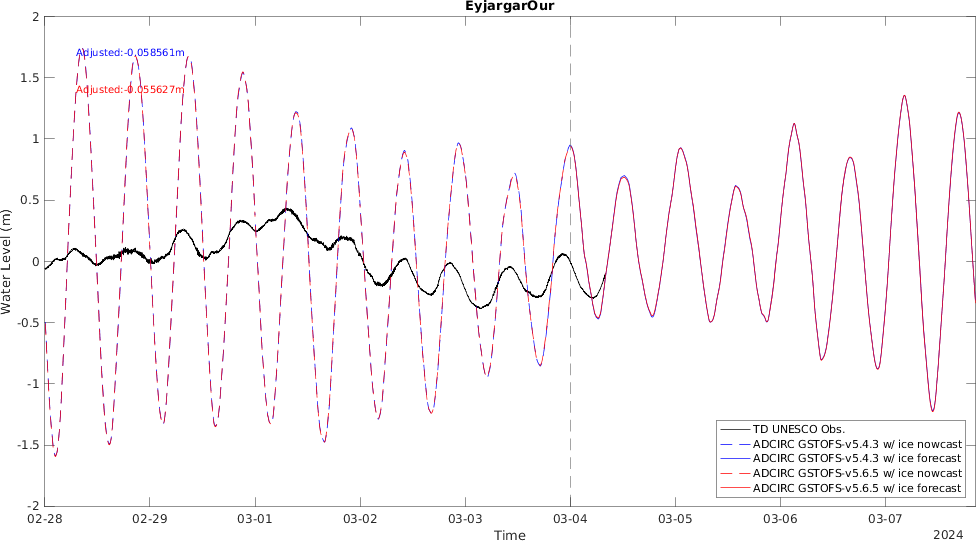 EyjargarOur
2
1.5
1
0.5
0
-0.5
-1
-1.5
-2
Water Level (m)
Adjusted:-0.058561m
Adjusted:-0.055627m
TD UNESCO Obs.
ADCIRC GSTOFS-v5.4.3 w/ ice nowcast
ADCIRC GSTOFS-v5.4.3 w/ ice forecast
ADCIRC GSTOFS-v5.6.5 w/ ice nowcast
ADCIRC GSTOFS-v5.6.5 w/ ice forecast
02-28 02-29 03-01 03-02 03-03 03-04 03-05 03-06 03-07
Time
2024